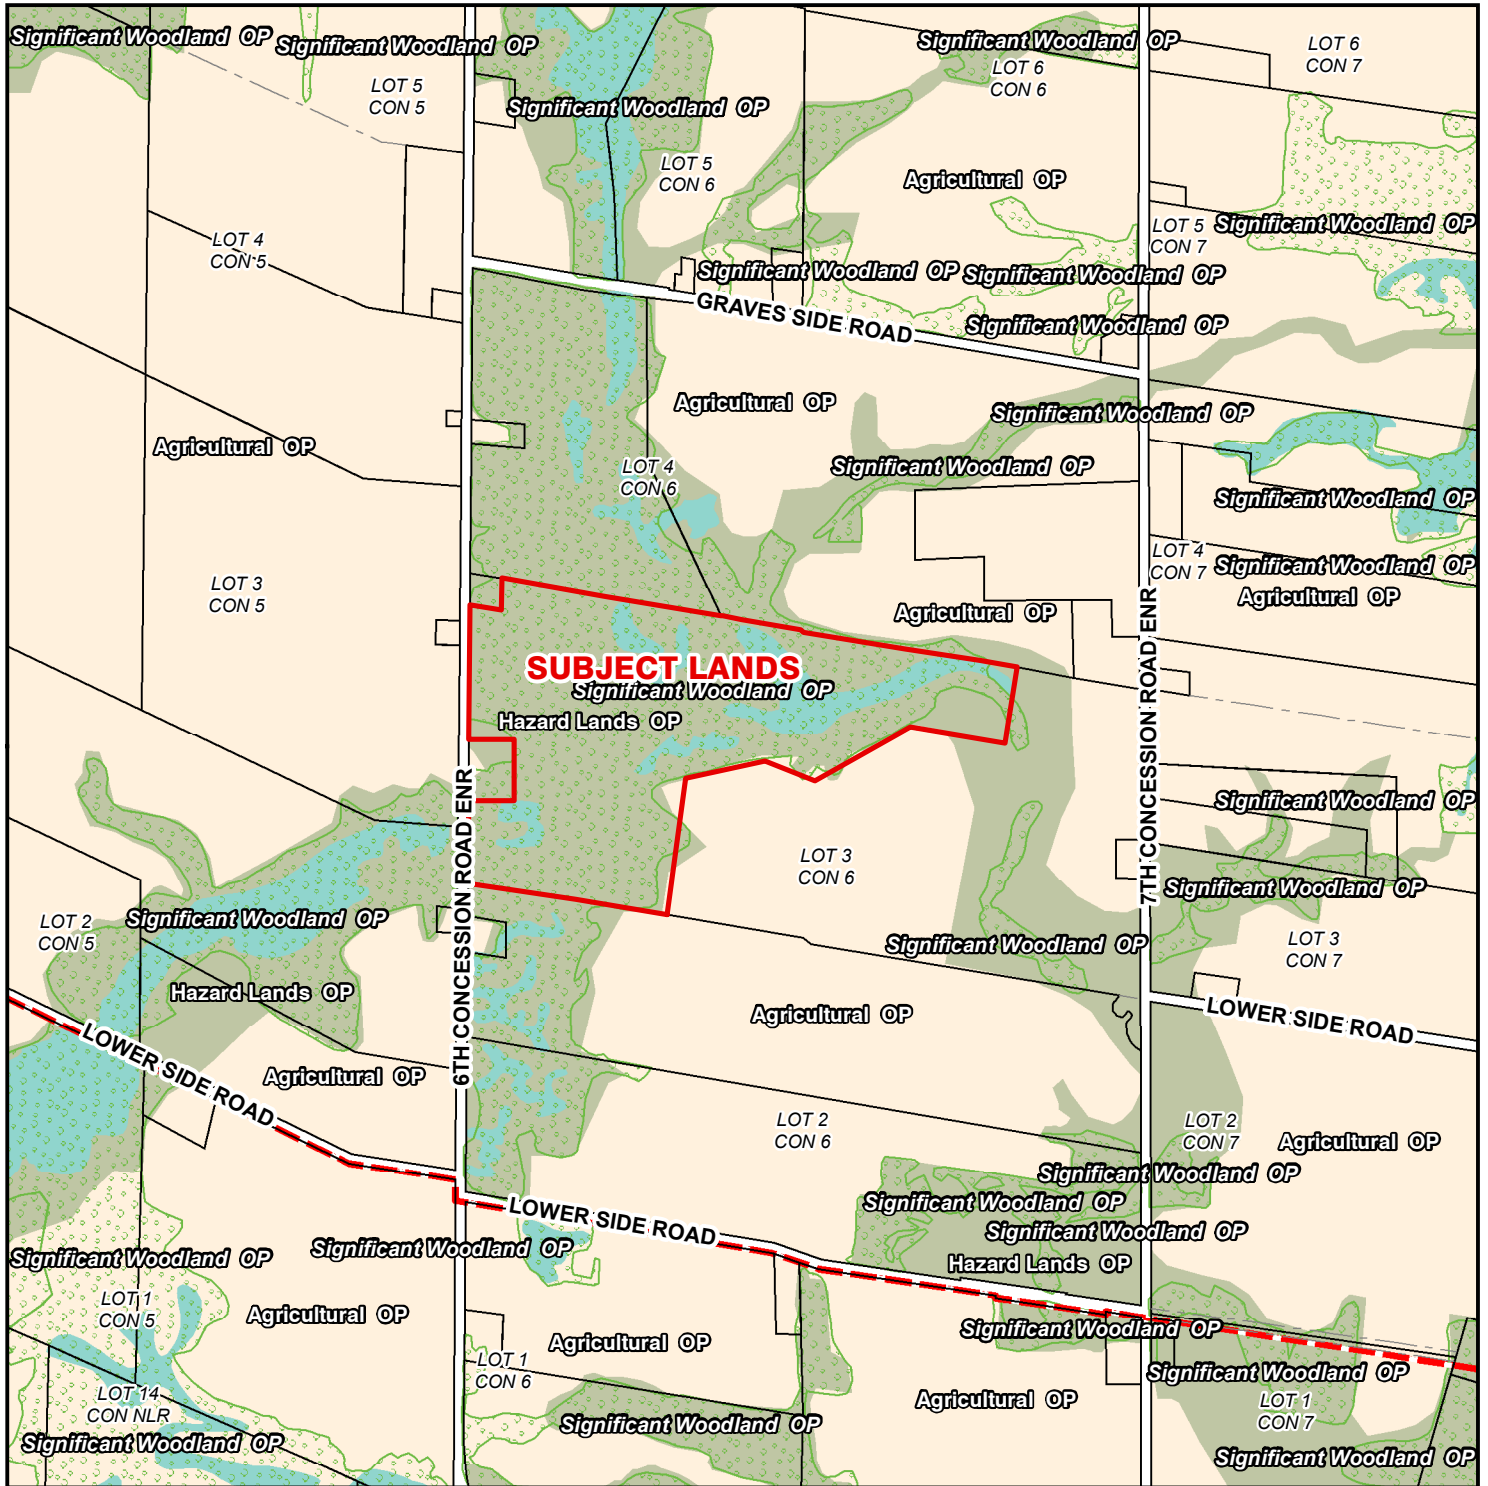 Significant Woodland OP
Significant Woodland OP
Significant Woodland OP
LOT 6
CON 7
LOT 6
CON 6
LOT 5
CON 5
Significant Woodland OP
LOT 5
CON 6
Agricultural OP
LOT 5
CON 7
Significant Woodland OP
LOT 4
CON 5
Significant Woodland OP
Significant Woodland OP
GRAVES SIDE ROAD
Significant Woodland OP
Agricultural OP
Significant Woodland OP
Agricultural OP
LOT 4
CON 6
Significant Woodland OP
Significant Woodland OP
LOT 4
CON 7
Significant Woodland OP
LOT 3
CON 5
Agricultural OP
Agricultural OP
SUBJECT LANDS
Significant Woodland OP
Hazard Lands OP
7TH CONCESSION ROAD ENR
6TH CONCESSION ROAD ENR
Significant Woodland OP
LOT 3
CON 6
Significant Woodland OP
LOT 2
CON 5
Significant Woodland OP
Significant Woodland OP
LOT 3
CON 7
Hazard Lands OP
Agricultural OP
LOWER SIDE ROAD
LOWER SIDE ROAD
Agricultural OP
LOT 2
CON 6
LOT 2
CON 7
Agricultural OP
Significant Woodland OP
Significant Woodland OP
LOWER SIDE ROAD
Significant Woodland OP
Significant Woodland OP
Significant Woodland OP
Hazard Lands OP
LOT 1
CON 5
Agricultural OP
Agricultural OP
Significant Woodland OP
LOT 1
CON 6
Significant Woodland OP
LOT 14
CON NLR
Agricultural OP
LOT 1
CON 7
Significant Woodland OP
Significant Woodland OP
Significant Woodland OP